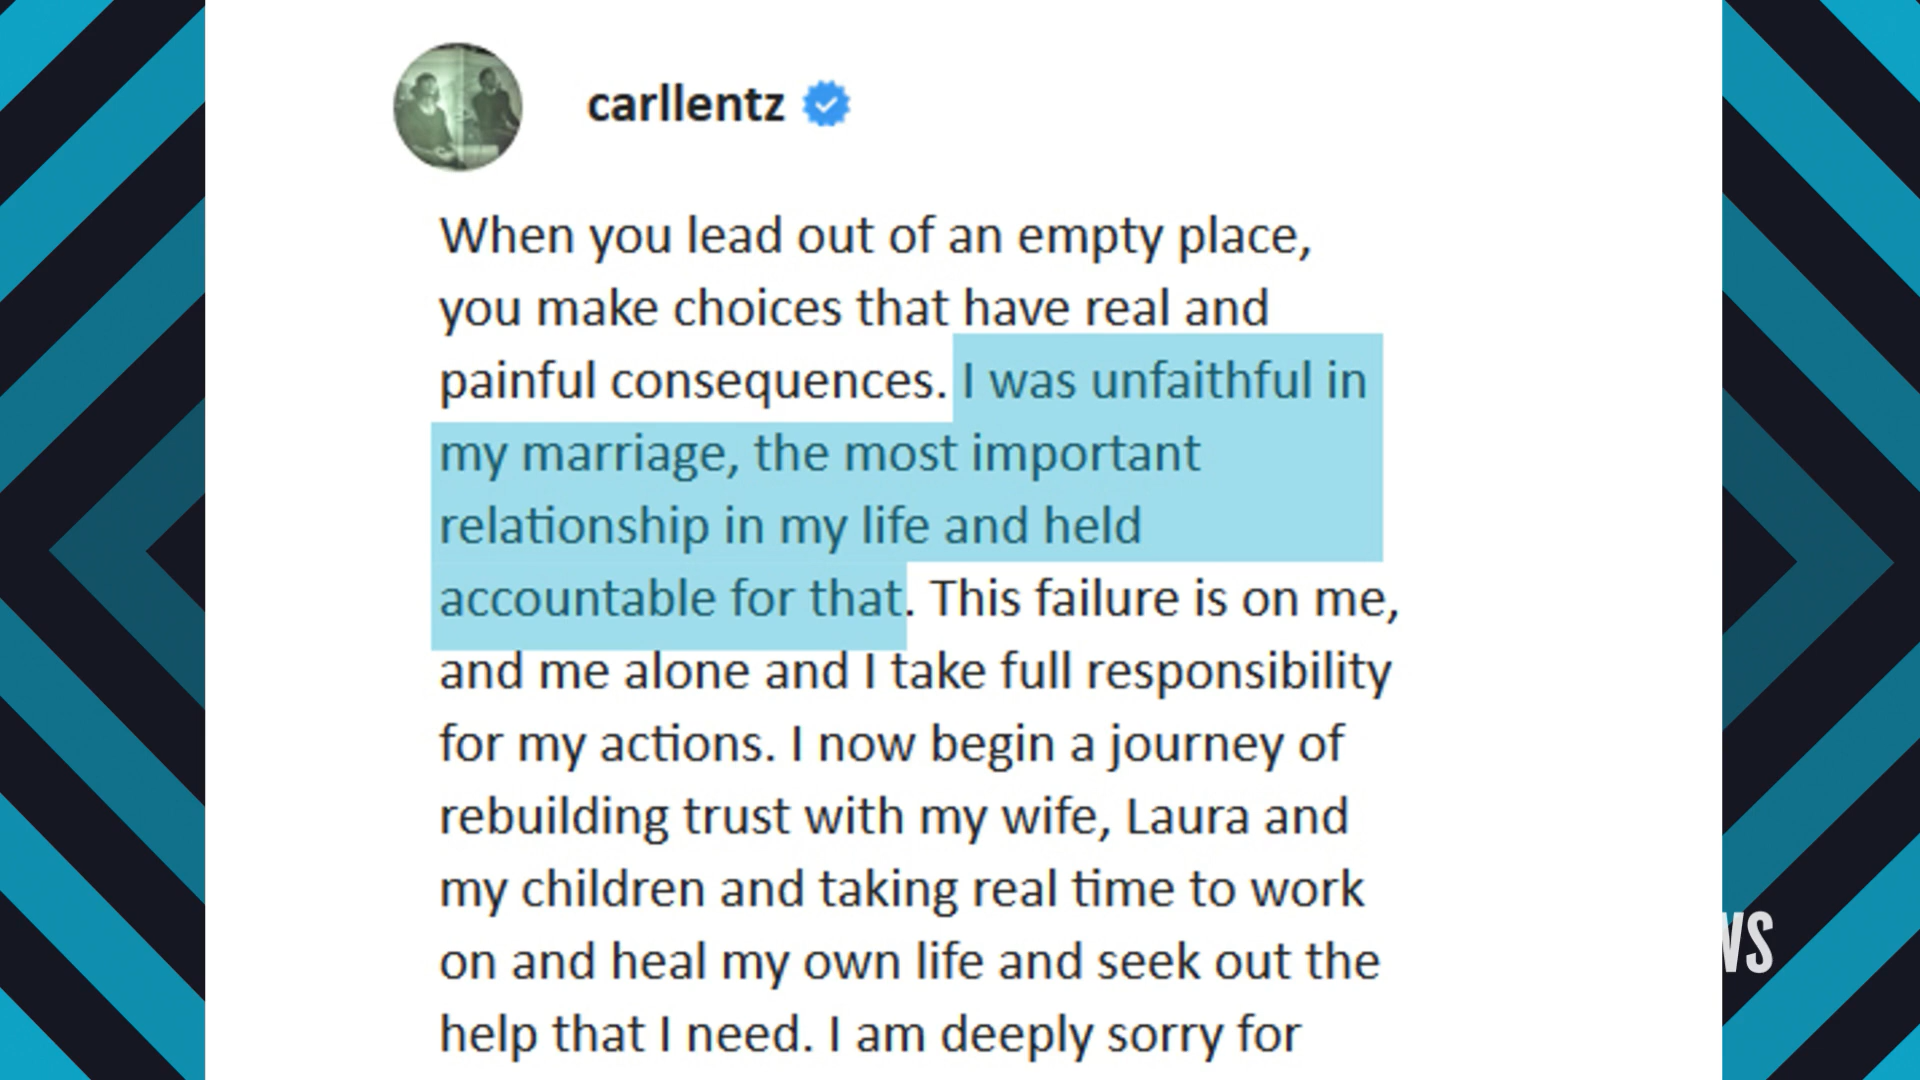 carllentz
When you lead out of an empty place,
you make choices that have real and
painful consequences. I was unfaithful in
my marriage, the most important
relationship in my life and held
accountable for that. This failure is on me,
and me alone and I take full responsibility
for my actions. I now begin a journey of
rebuilding trust with my wife, Laura and
my children and taking real time to work
on and heal my own life and seek out the
help that I need. I am deeply sorry for